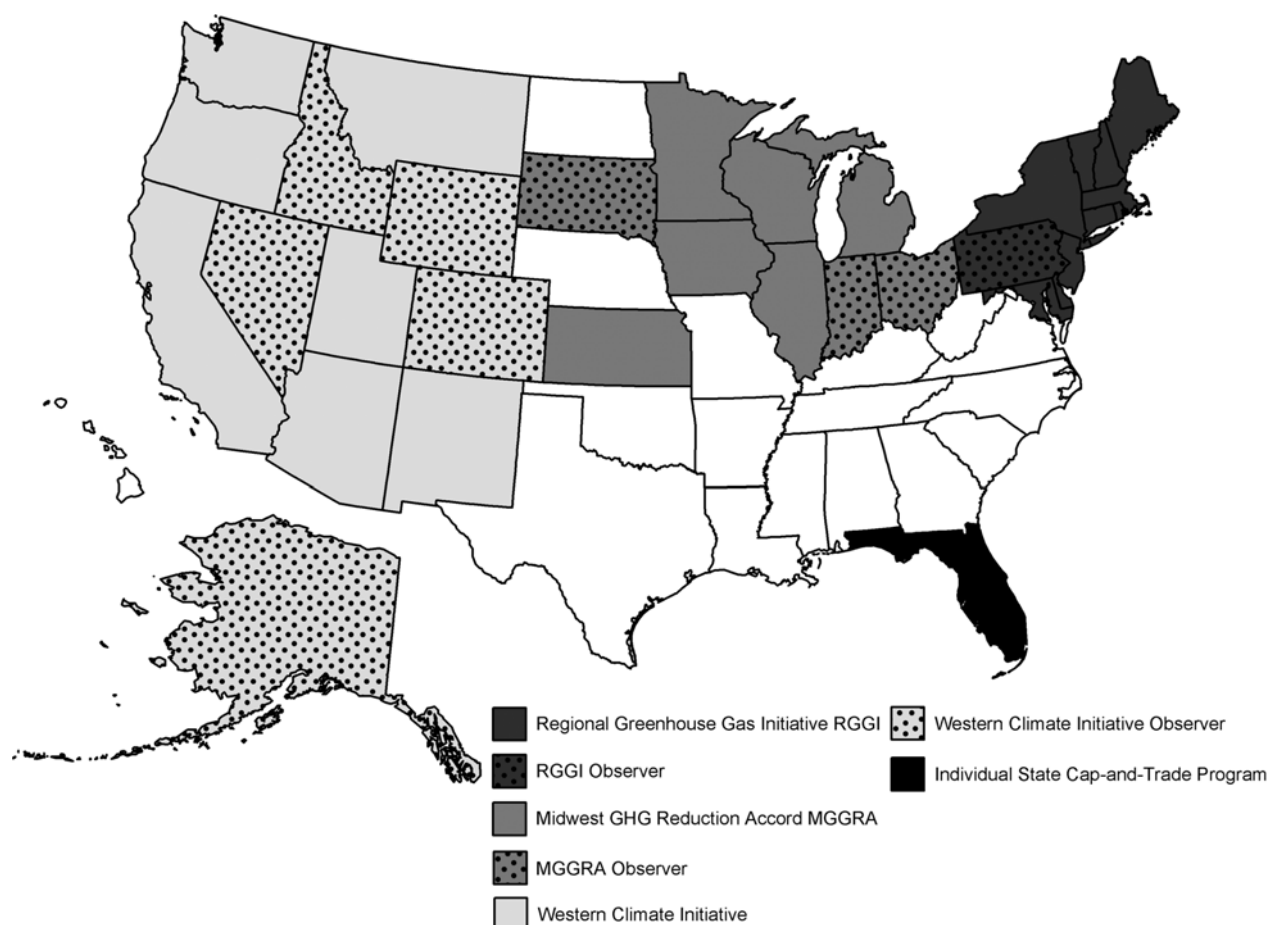 Regional Greenhouse Gas Initiative RGGI
RGGI Observer
Midwest GHG Reduction Accord MGGRA
MGGRA Observer
Western Climate Initiative
Western Climate Initiative Observer
Individual State Cap-and-Trade Program